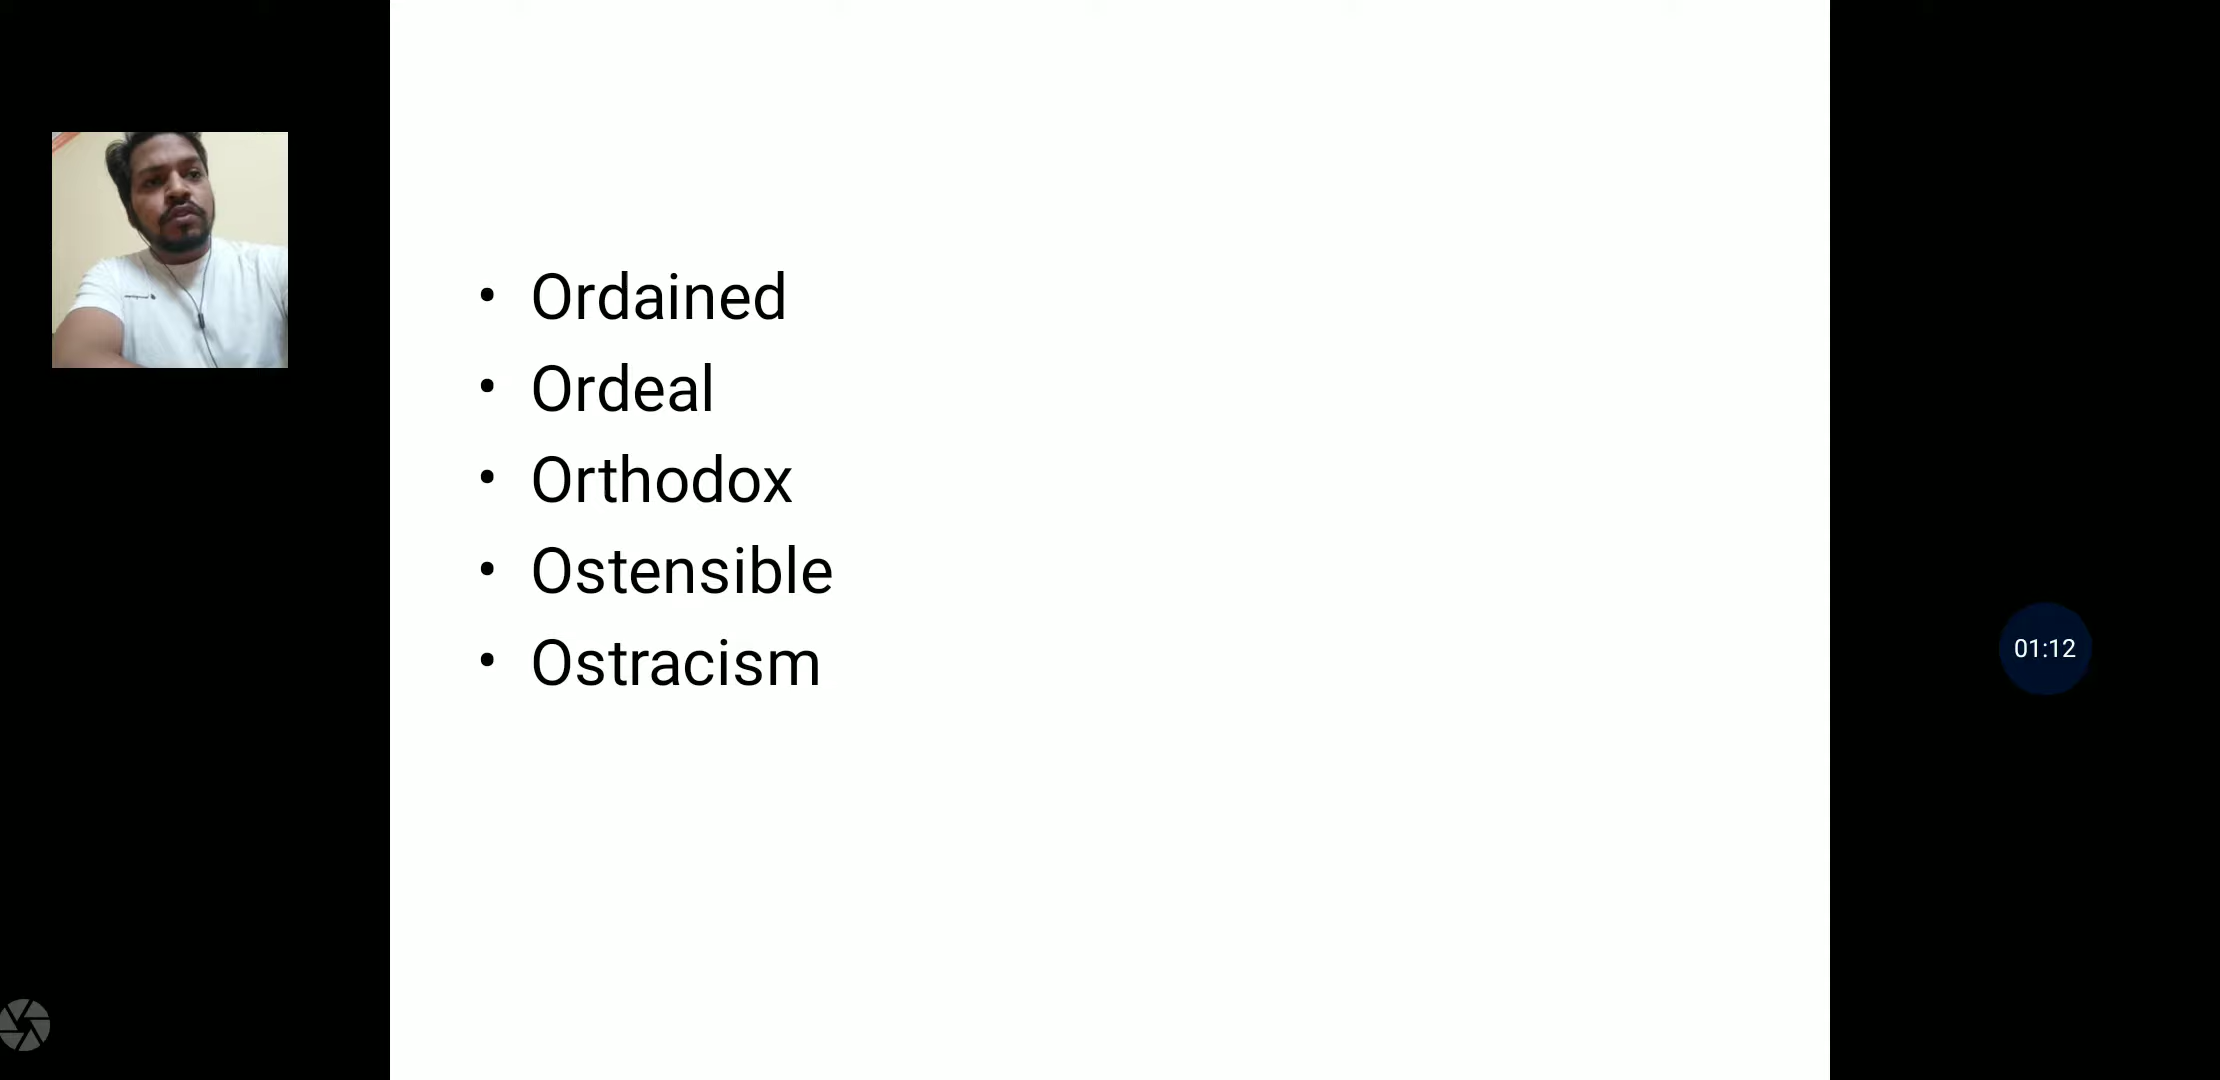 • Ordained
• Ordeal
• Orthodox
• Ostensible
• Ostracism
01:12